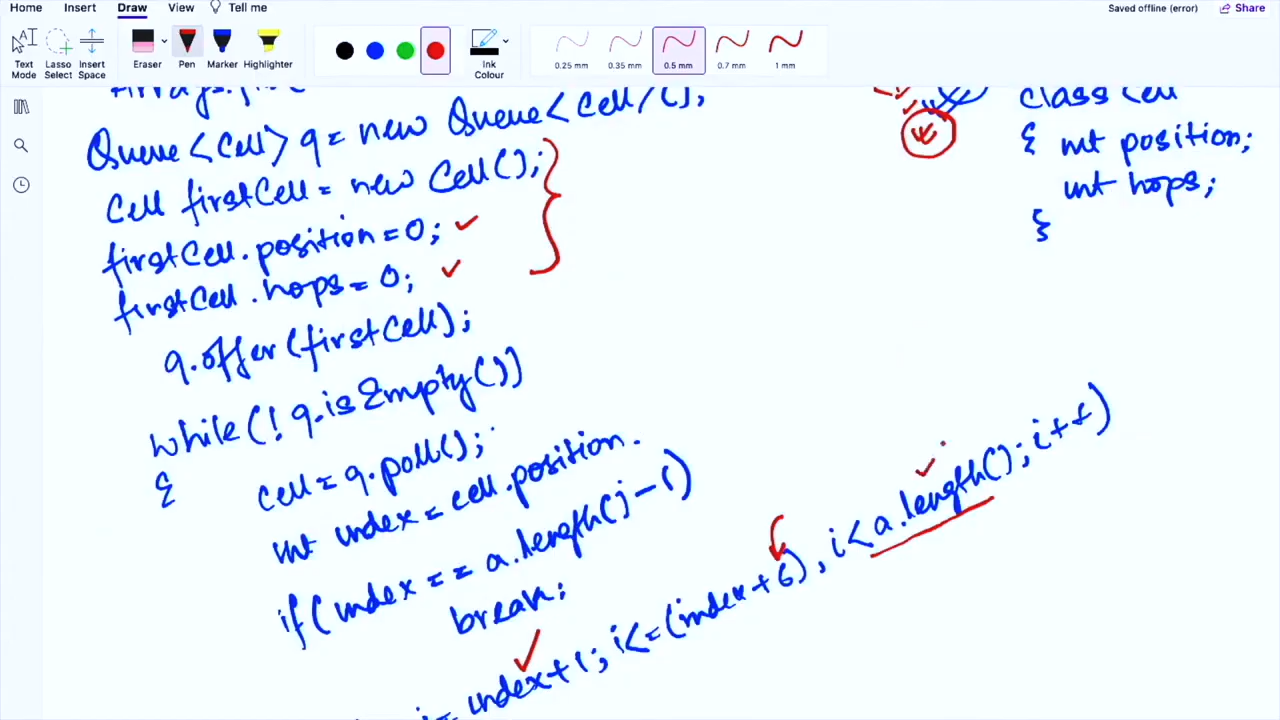 Home Insert Draw View Tell me
Saved offline (error) Share
Text Mode
Lasso Select
Insert Space
Eraser
Pen
Marker
Highlighter
Ink Colour
0.25 mm
0.35 mm
0.5 mm
0.7 mm
1 mm
Queue<Cell> q = new Queue<Cell>();
Cell firstCell = new Cell();
firstCell.position=0;
firstCell.hops=0;
q.offer(firstCell);
while(! q.isEmpty())
{ cell = q.poll();
int index = cell.position.
if(index == a.length()-1)
break;
i= index+1; i<=(index+6), i<a.length(); i++)
class Cell
{ int position;
int hops;
}